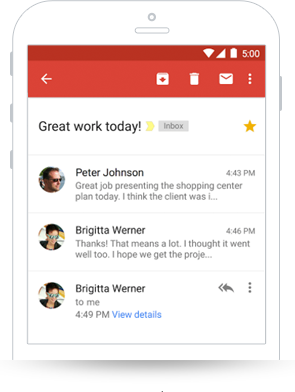 5:00
Great work today! Inbox
Peter Johnson 4:43 PM
Great job presenting the shopping center
plan today. I think the client was i...
Brigitta Werner 4:46 PM
Thanks! That means a lot. I thought it went
well too. I hope we get the proje...
Brigitta Werner
to me
4:49 PM View details